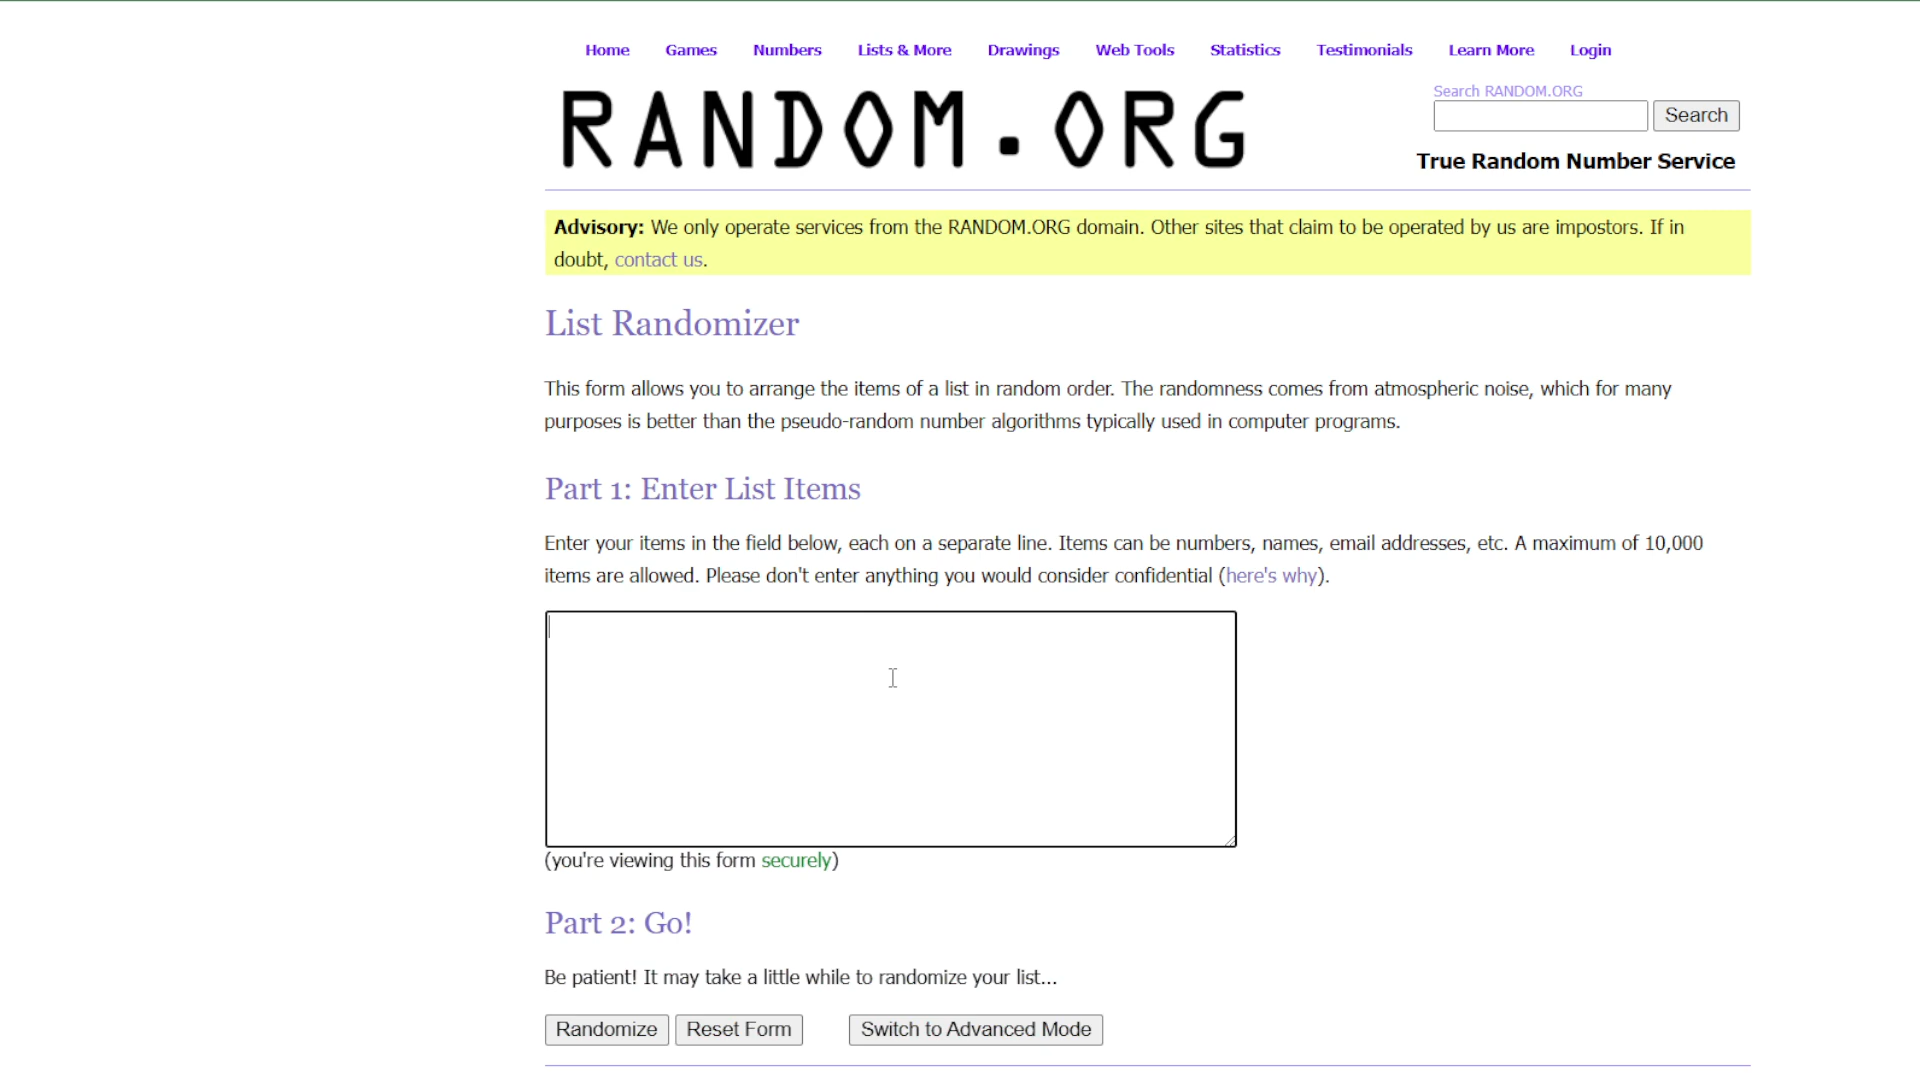 Home Games Numbers Lists & More Drawings Web Tools Statistics Testimonials Learn More Login
RANDOM.ORG
Search RANDOM.ORG
Search
True Random Number Service
Advisory: We only operate services from the RANDOM.ORG domain. Other sites that claim to be operated by us are impostors. If in
doubt, contact us.
List Randomizer
This form allows you to arrange the items of a list in random order. The randomness comes from atmospheric noise, which for many
purposes is better than the pseudo-random number algorithms typically used in computer programs.
Part 1: Enter List Items
Enter your items in the field below, each on a separate line. Items can be numbers, names, email addresses, etc. A maximum of 10,000
items are allowed. Please don't enter anything you would consider confidential (here's why).
(you're viewing this form securely)
Part 2: Go!
Be patient! It may take a little while to randomize your list...
Randomize Reset Form Switch to Advanced Mode